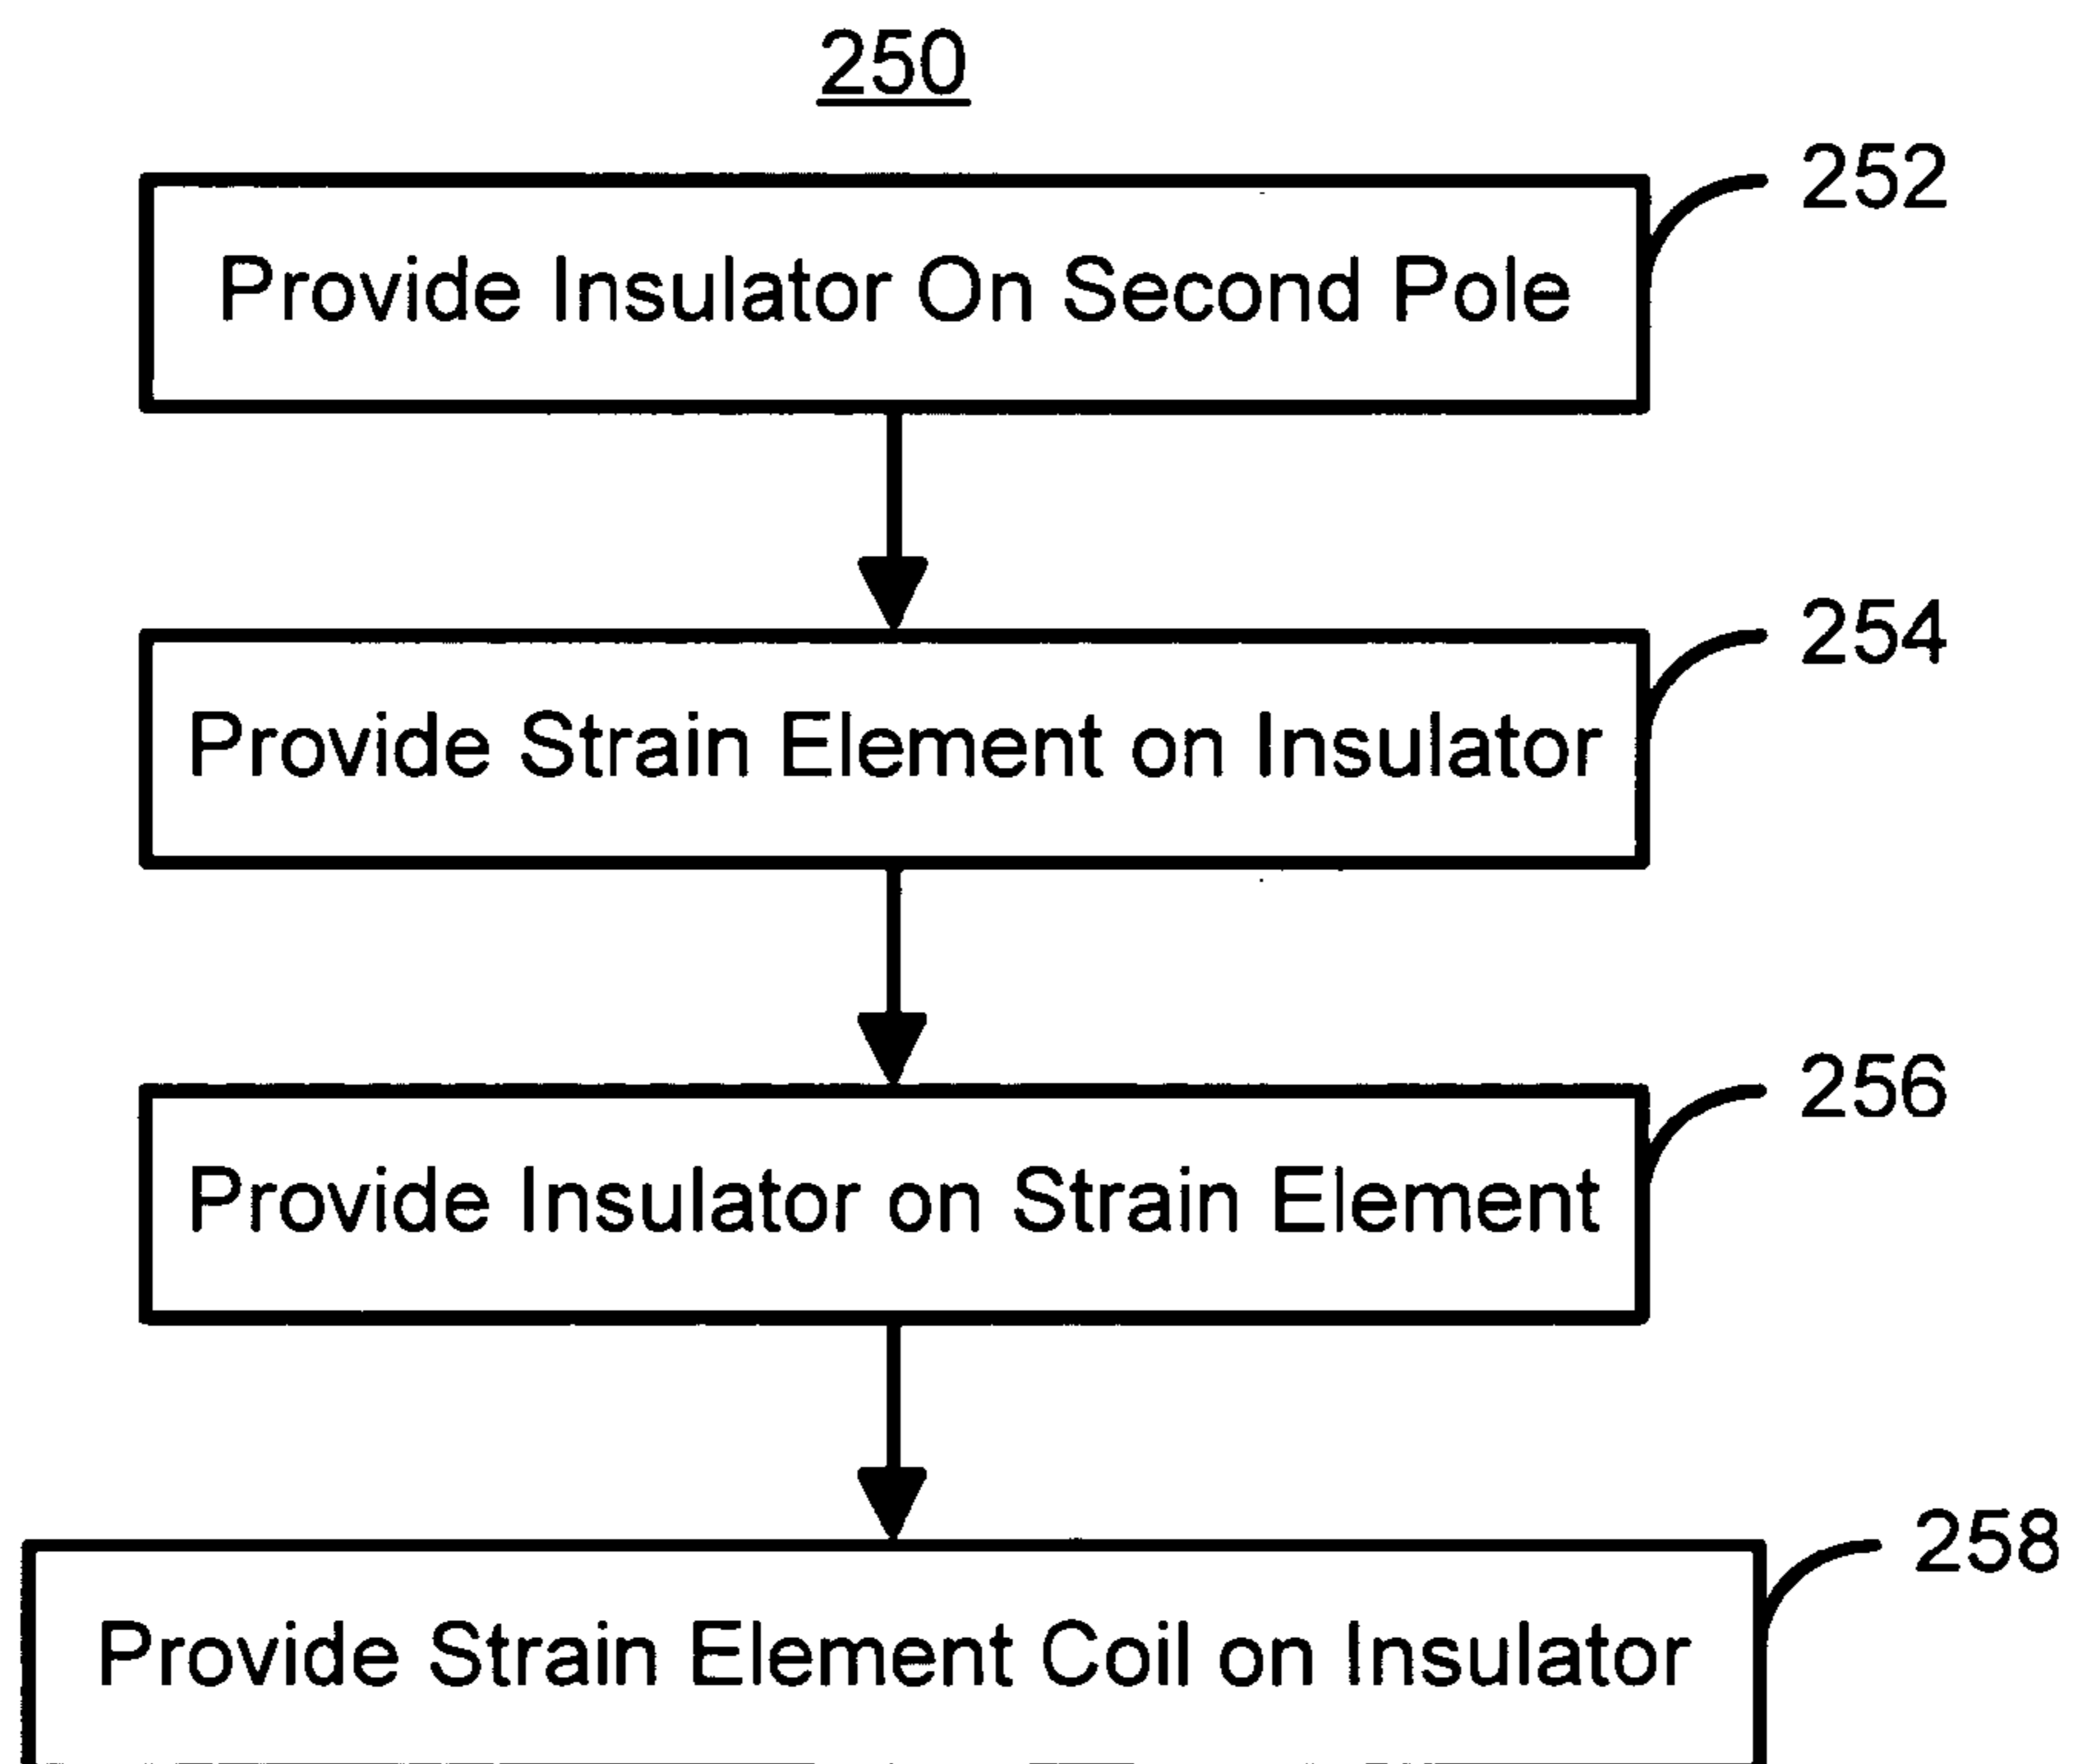 250
252
Provide Insulator On Second Pole
254
Provide Strain Element on Insulator
256
Provide Insulator on Strain Element
258
Provide Strain Element Coil on Insulator